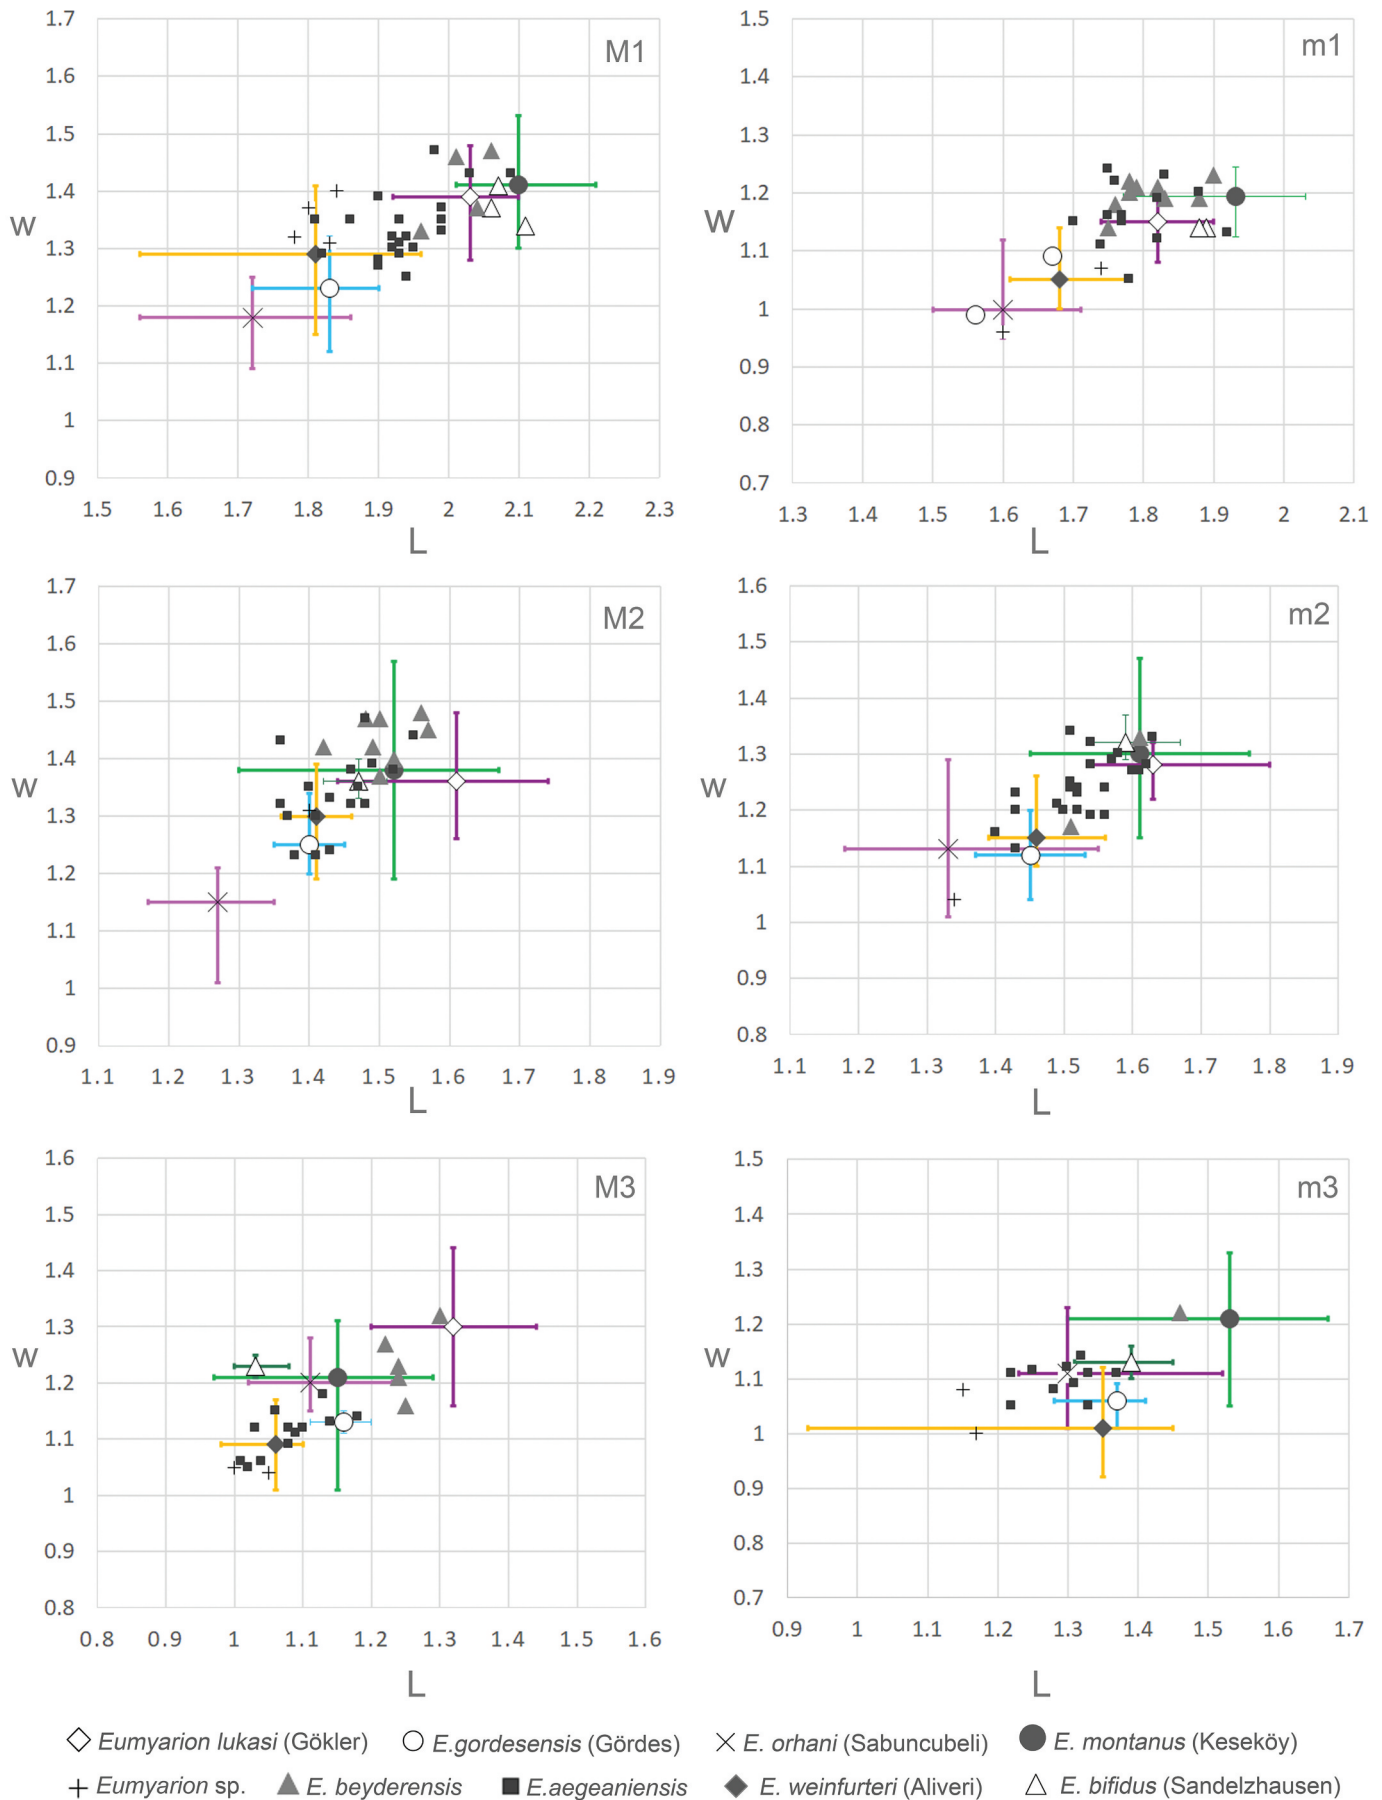 M1
1.7
1.6
1.5
1.4
1.3
1.2
1.1
1
0.9
W
1.5 1.6 1.7 1.8 1.9 2 2.1 2.2 2.3
L
m1
1.5
1.4
1.3
1.2
1.1
1
0.9
0.8
0.7
W
1.3 1.4 1.5 1.6 1.7 1.8 1.9 2 2.1
L
M2
1.7
1.6
1.5
1.4
1.3
1.2
1.1
1
0.9
W
1.1 1.2 1.3 1.4 1.5 1.6 1.7 1.8 1.9
L
m2
1.6
1.5
1.4
1.3
1.2
1.1
1
0.9
0.8
W
1.1 1.2 1.3 1.4 1.5 1.6 1.7 1.8 1.9
L
M3
1.6
1.5
1.4
1.3
1.2
1.1
1
0.9
0.8
W
0.8 0.9 1 1.1 1.2 1.3 1.4 1.5 1.6
L
m3
1.5
1.4
1.3
1.2
1.1
1
0.9
0.8
0.7
W
0.9 1 1.1 1.2 1.3 1.4 1.5 1.6 1.7
L
Eumyarion lukasi (Gökler) E.gordesensis (Gördes) E. orhani (Sabuncubeli) E. montanus (Keseköy)
Eumyarion sp. E. beyderensis E.aegeaniensis E. weinfurteri (Aliveri) E. bifidus (Sandelzhausen)